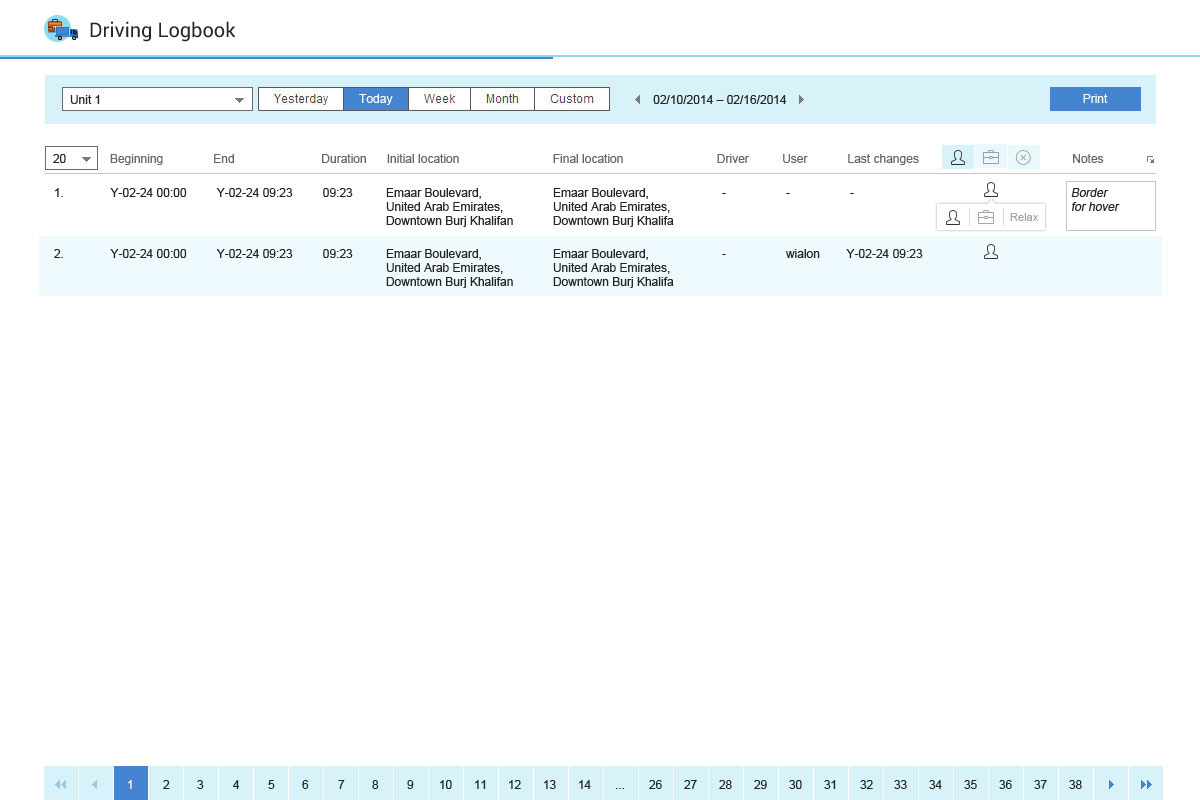 Driving Logbook
Unit 1 Yesterday Today Week Month Custom 02/10/2014 – 02/16/2014 Print
20 Beginning End Duration Initial location Final location Driver User Last changes Notes
1. Y-02-24 00:00 Y-02-24 09:23 09:23 Emaar Boulevard, Emaar Boulevard, - - - Border
United Arab Emirates, United Arab Emirates, for hover
Downtown Burj Khalifan Downtown Burj Khalifa Relax
2. Y-02-24 00:00 Y-02-24 09:23 09:23 Emaar Boulevard, Emaar Boulevard, - wialon Y-02-24 09:23
United Arab Emirates, United Arab Emirates,
Downtown Burj Khalifan Downtown Burj Khalifa
1 2 3 4 5 6 7 8 9 10 11 12 13 14 ... 26 27 28 29 30 31 32 33 34 35 36 37 38